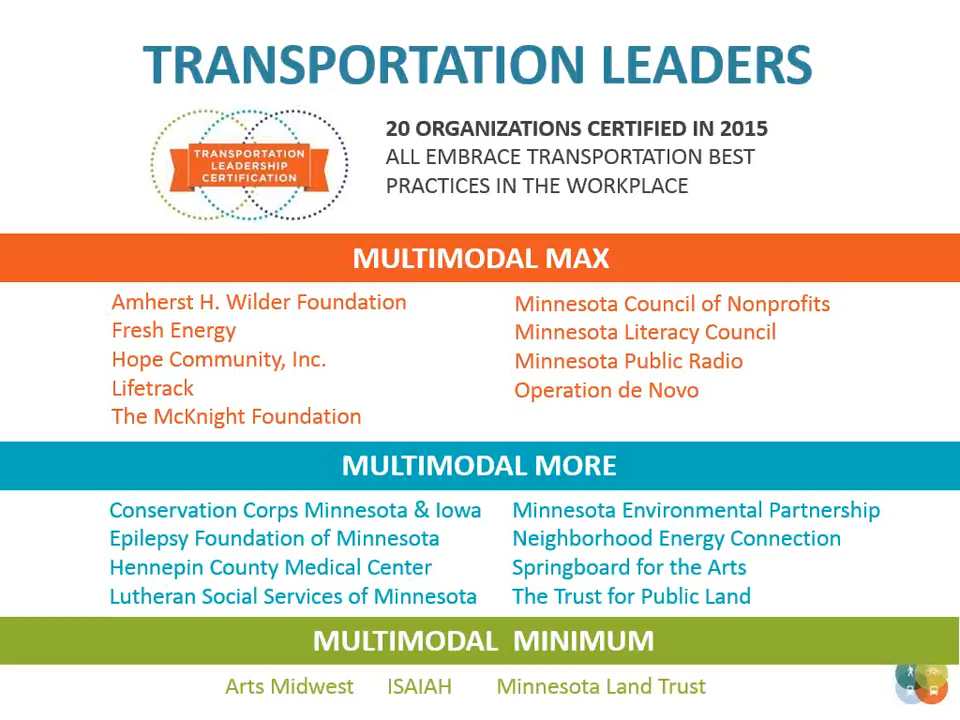 TRANSPORTATION LEADERS
TRANSPORTATION
LEADERSHIP
CERTIFICATION
20 ORGANIZATIONS CERTIFIED IN 2015
ALL EMBRACE TRANSPORTATION BEST
PRACTICES IN THE WORKPLACE
MULTIMODAL MAX
Amherst H. Wilder Foundation
Fresh Energy
Hope Community, Inc.
Lifetrack
The McKnight Foundation
Minnesota Council of Nonprofits
Minnesota Literacy Council
Minnesota Public Radio
Operation de Novo
MULTIMODAL MORE
Conservation Corps Minnesota & Iowa
Epilepsy Foundation of Minnesota
Hennepin County Medical Center
Lutheran Social Services of Minnesota
Minnesota Environmental Partnership
Neighborhood Energy Connection
Springboard for the Arts
The Trust for Public Land
MULTIMODAL MINIMUM
Arts Midwest ISAIAH Minnesota Land Trust